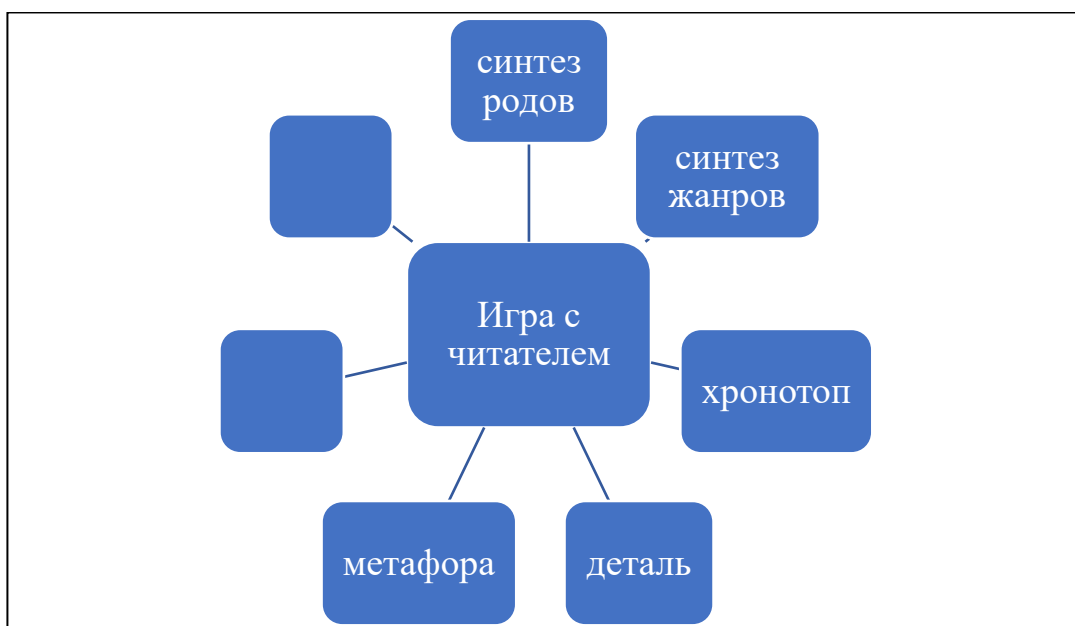 синтез
родов
синтез
жанров
Игра с
читателем
хронотоп
метафора
деталь